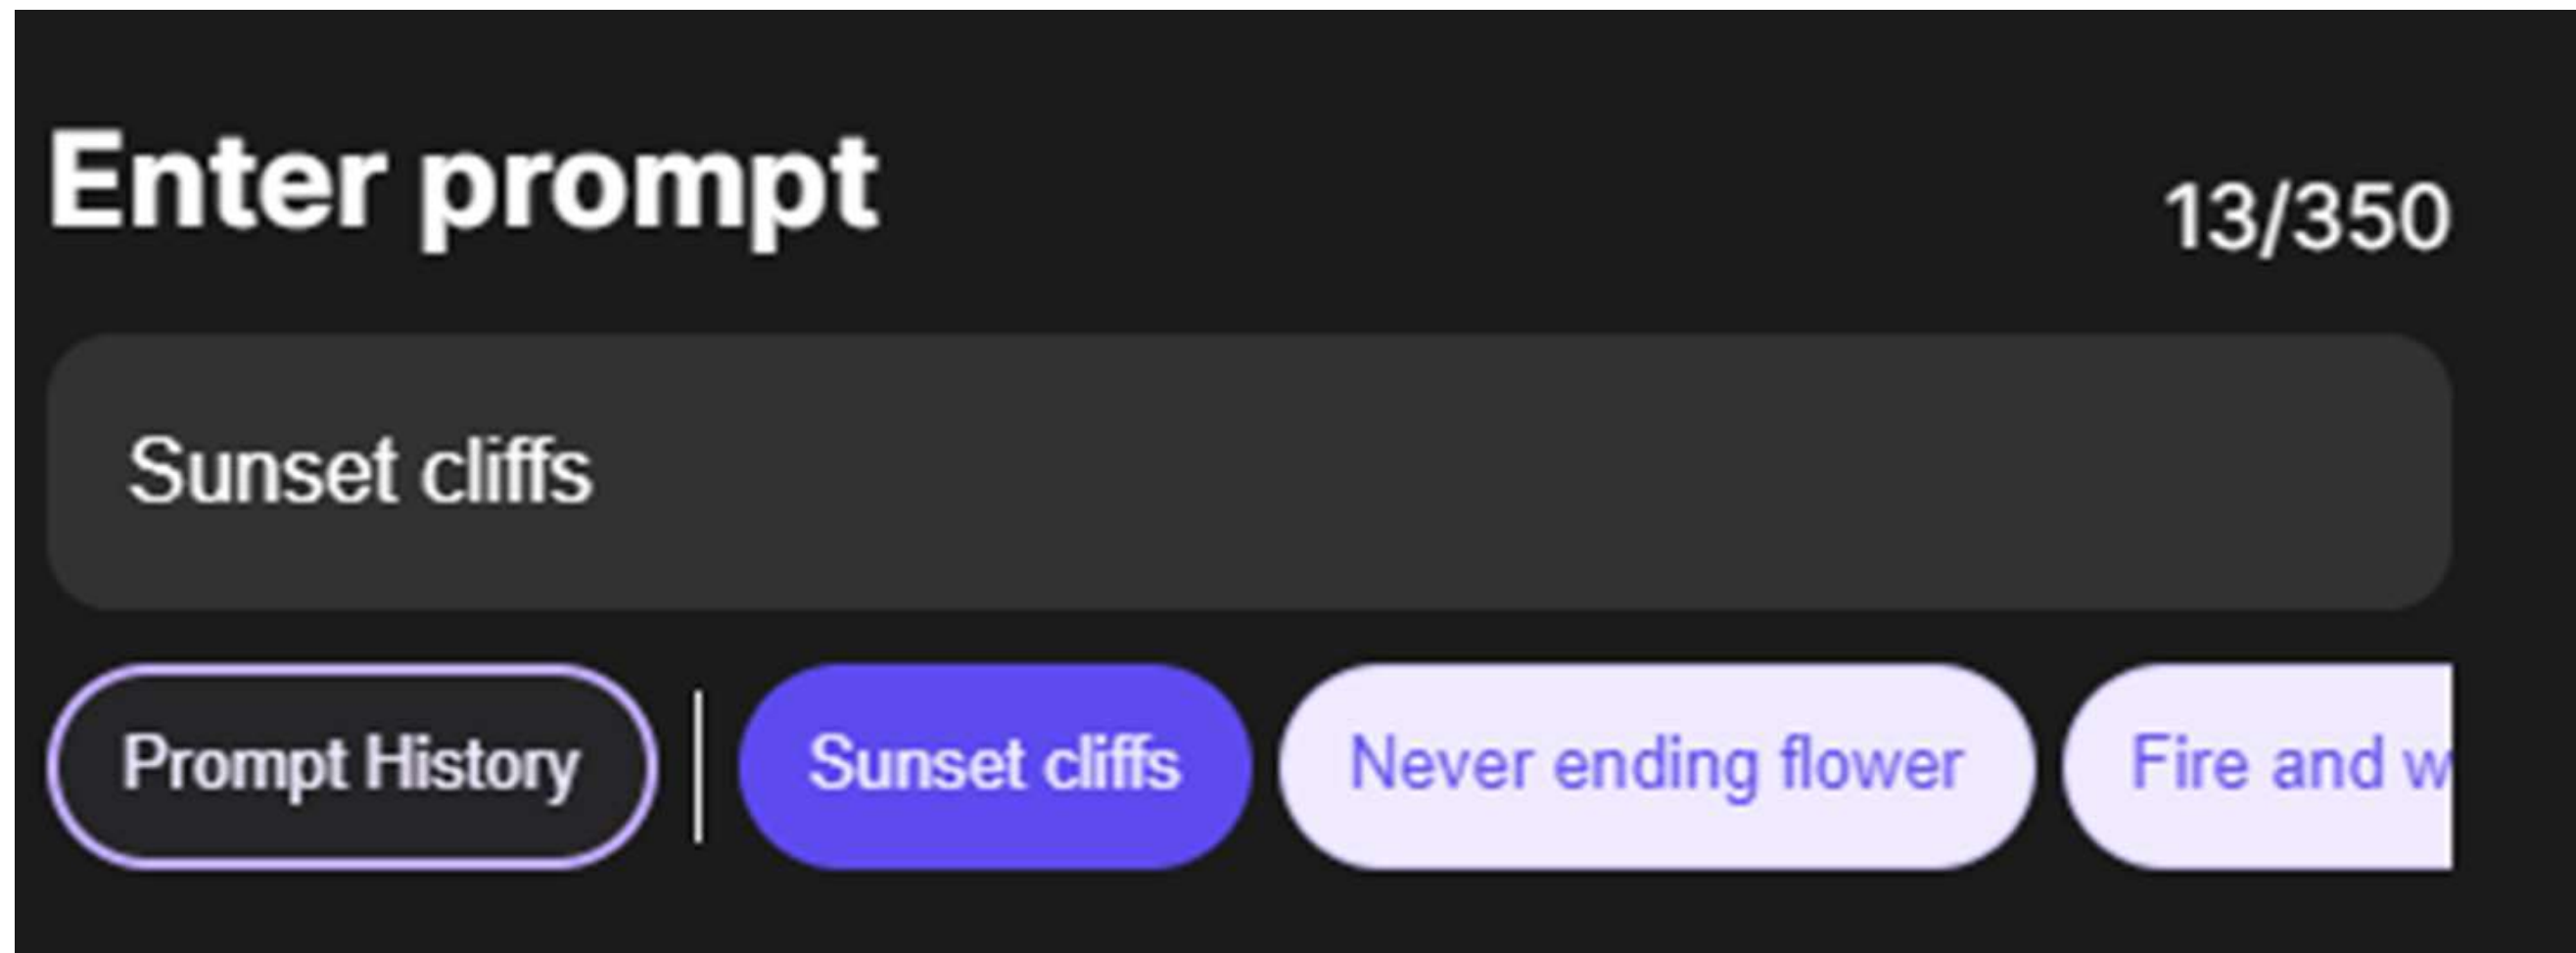 Enter prompt
13/350
Sunset cliffs
Prompt History
Sunset cliffs
Never ending flower
Fire and